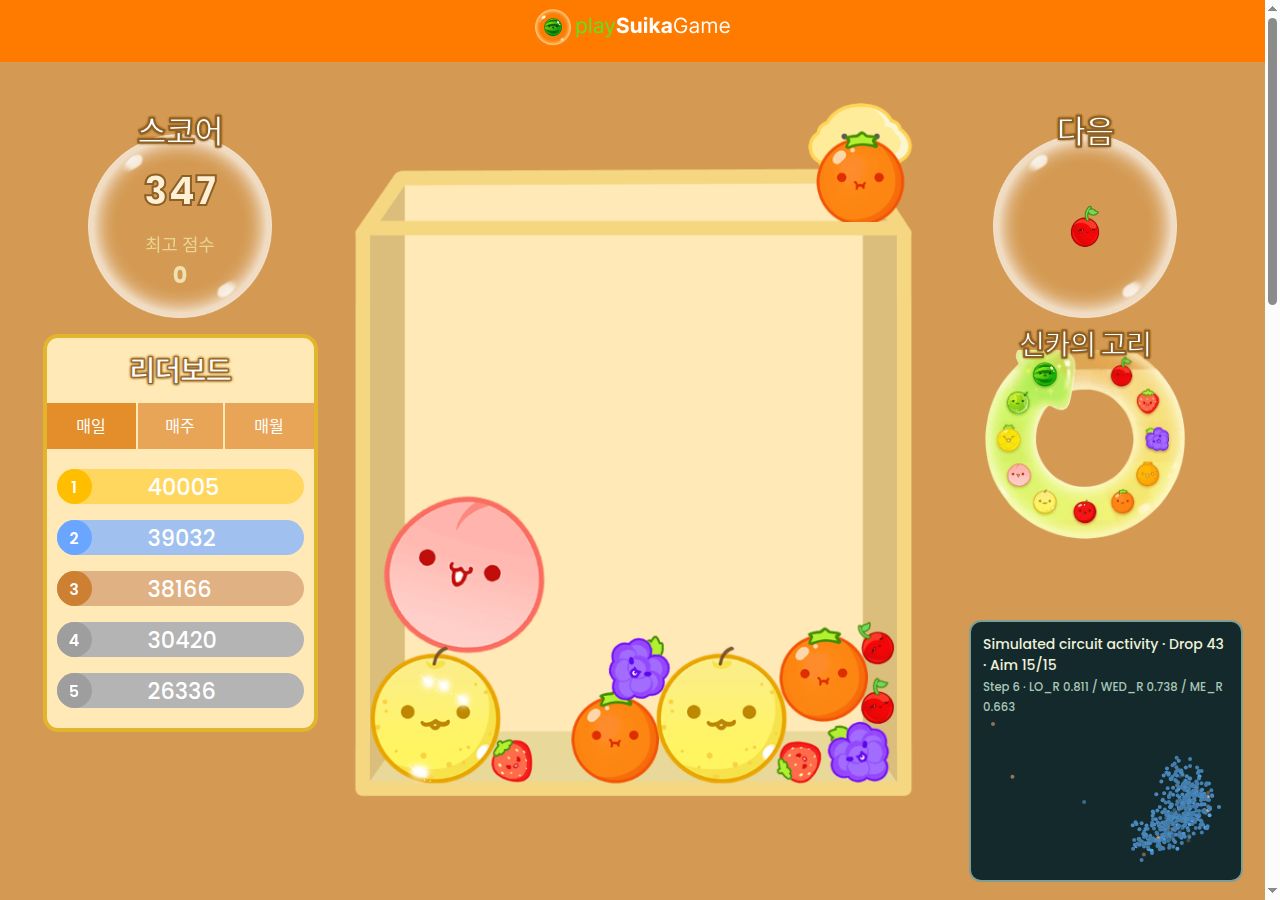 playSuikaGame
스코어
347
최고 점수
0
리더보드
매일 매주 매월
1 40005
2 39032
3 38166
4 30420
5 26336
다음
신카의 고리
Simulated circuit activity · Drop 43
· Aim 15/15
Step 6 · LO_R 0.811 / WED_R 0.738 / ME_R
0.663